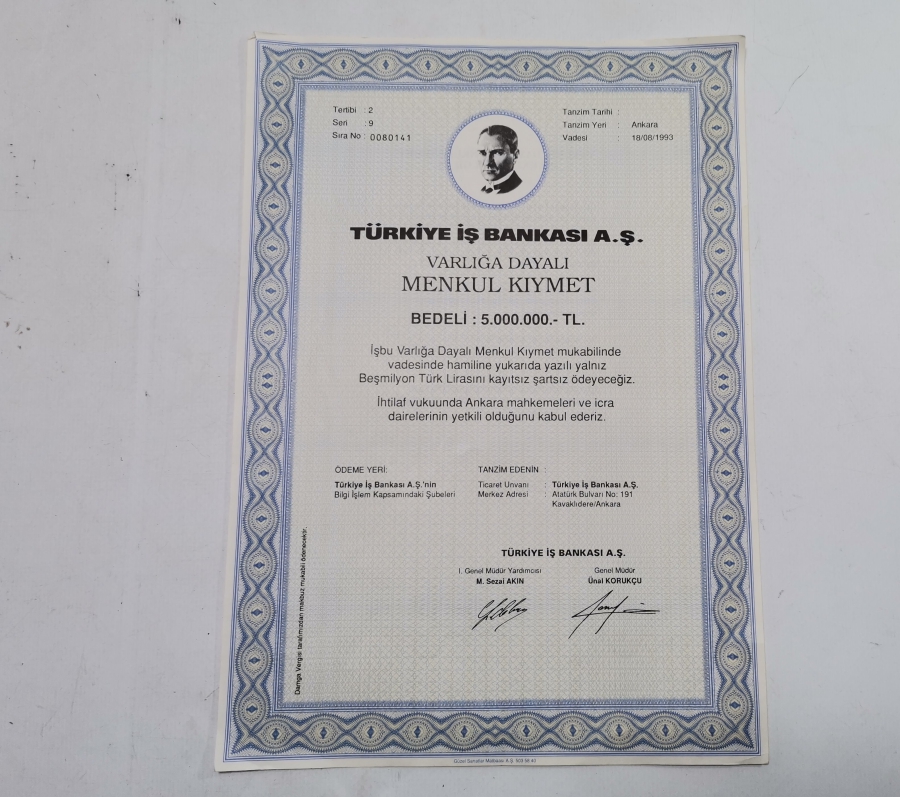 Tertibi : 2
Seri : 9
Sıra No : 0080141
Tanzim Tarihi :
Tanzim Yeri : Ankara
Vadesi : 18/08/1993
TÜRKİYE İŞ BANKASI A.Ş.
VARLIĞA DAYALI
MENKUL KIYMET
BEDELİ : 5.000.000.- TL.
İşbu Varlığa Dayalı Menkul Kıymet mukabilinde
vadesinde hamiline yukarıda yazılı yalnız
Beşmilyon Türk Lirasını kayıtsız şartsız ödeyeceğiz.
İhtilaf vukuunda Ankara mahkemeleri ve icra
dairelerinin yetkili olduğunu kabul ederiz.
ÖDEME YERİ:
Türkiye İş Bankası A.Ş.'nin
Bilgi İşlem Kapsamındaki Şubeleri
TANZİM EDENİN :
Ticaret Unvanı : Türkiye İş Bankası A.Ş.
Merkez Adresi : Atatürk Bulvarı No: 191
Kavaklıdere/Ankara
TÜRKİYE İŞ BANKASI A.Ş.
I. Genel Müdür Yardımcısı
M. Sezai AKIN
Genel Müdür
Ünal KORUKÇU
Damga Vergisi tarafımızdan makbuz mukabili ödenecektir.
Güzel Sanatlar Matbaası A.Ş.